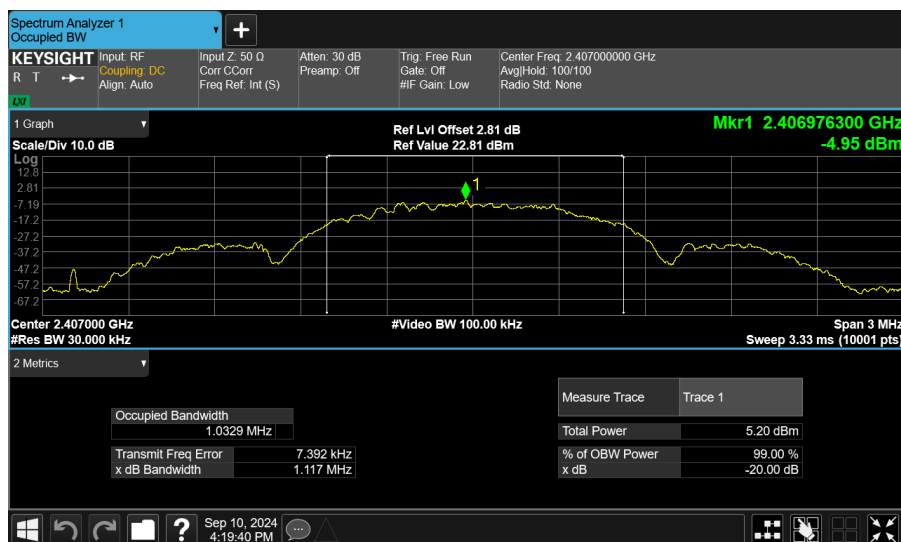 Spectrum Analyzer 1
Occupied BW
+
KEYSIGHT
R T
LXI
Input: RF
Coupling: DC
Align: Auto
Input Z: 50 Ω
Corr CCorr
Freq Ref: Int (S)
Atten: 30 dB
Preamp: Off
Trig: Free Run
Gate: Off
#IF Gain: Low
Center Freq: 2.407000000 GHz
Avg|Hold: 100/100
Radio Std: None
1 Graph
Scale/Div 10.0 dB
Ref Lvl Offset 2.81 dB
Ref Value 22.81 dBm
Mkr1 2.406976300 GHz
-4.95 dBm
Log
12.8
2.81
-7.19
-17.2
-27.2
-37.2
-47.2
-57.2
-67.2
1
Center 2.407000 GHz
#Res BW 30.000 kHz
#Video BW 100.00 kHz
Span 3 MHz
Sweep 3.33 ms (10001 pts)
2 Metrics
Occupied Bandwidth
1.0329 MHz
Transmit Freq Error 7.392 kHz
x dB Bandwidth 1.117 MHz
Measure Trace Trace 1
Total Power 5.20 dBm
% of OBW Power 99.00 %
x dB -20.00 dB
?
Sep 10, 2024
4:19:40 PM